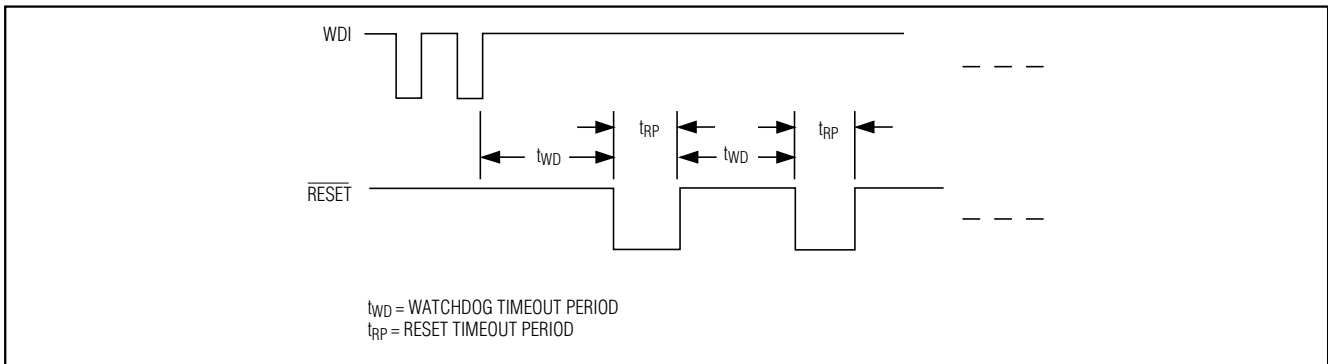 WDI
tRP
tRP
tWD
tWD
RESET
tWD = WATCHDOG TIMEOUT PERIOD
tRP = RESET TIMEOUT PERIOD